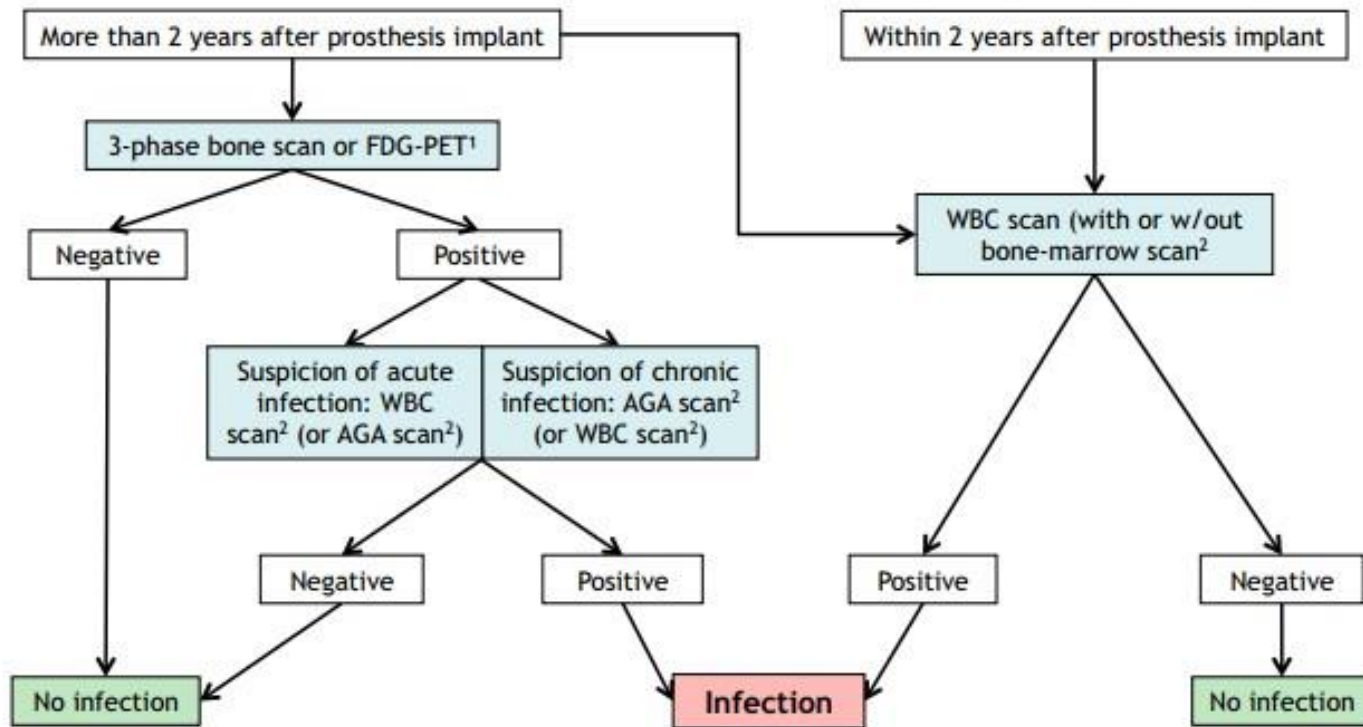 More than 2 years after prosthesis implant
Within 2 years after prosthesis implant
3-phase bone scan or FDG-PET¹
WBC scan (with or w/out
bone-marrow scan²
Negative
Positive
Suspicion of acute
infection: WBC
scan² (or AGA scan²)
Suspicion of chronic
infection: AGA scan²
(or WBC scan²)
Negative
Positive
Positive
Negative
No infection
Infection
No infection